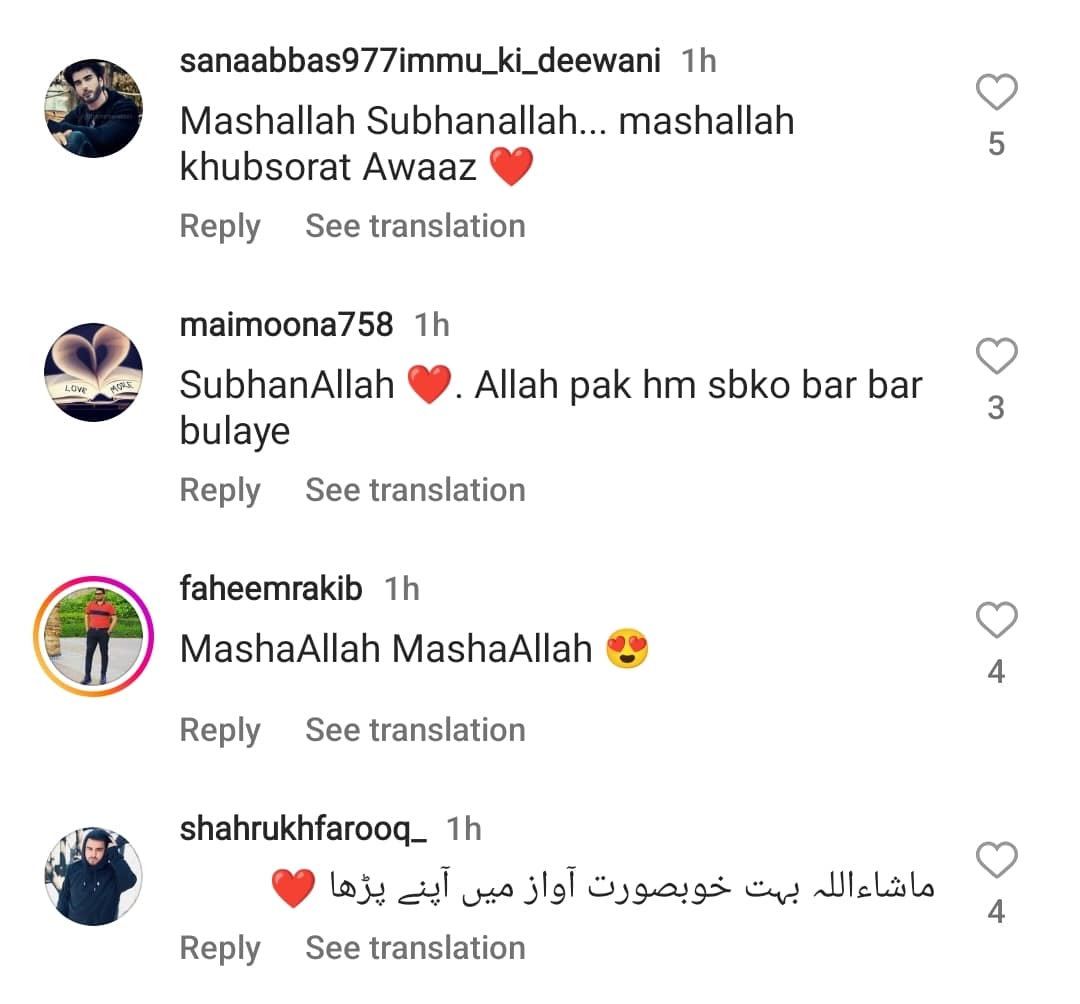 sanaabbas977immu_ki_deewani 1h
Mashallah Subhanallah... mashallah
khubsorat Awaaz ❤️
5
Reply See translation
maimoona758 1h
SubhanAllah ❤️. Allah pak hm sbko bar bar
bulaye
3
Reply See translation
LOVE MORE
faheemrakib 1h
MashaAllah MashaAllah 😍
4
Reply See translation
shahrukhfarooq_ 1h
ماشاءاللہ بہت خوبصورت آواز میں آپنے پڑھا ❤️
4
Reply See translation